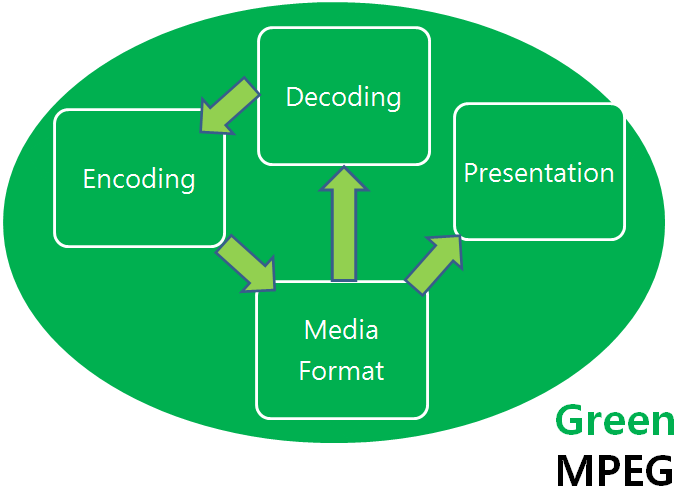 Decoding
Encoding
Presentation
Media
Format
Green
MPEG